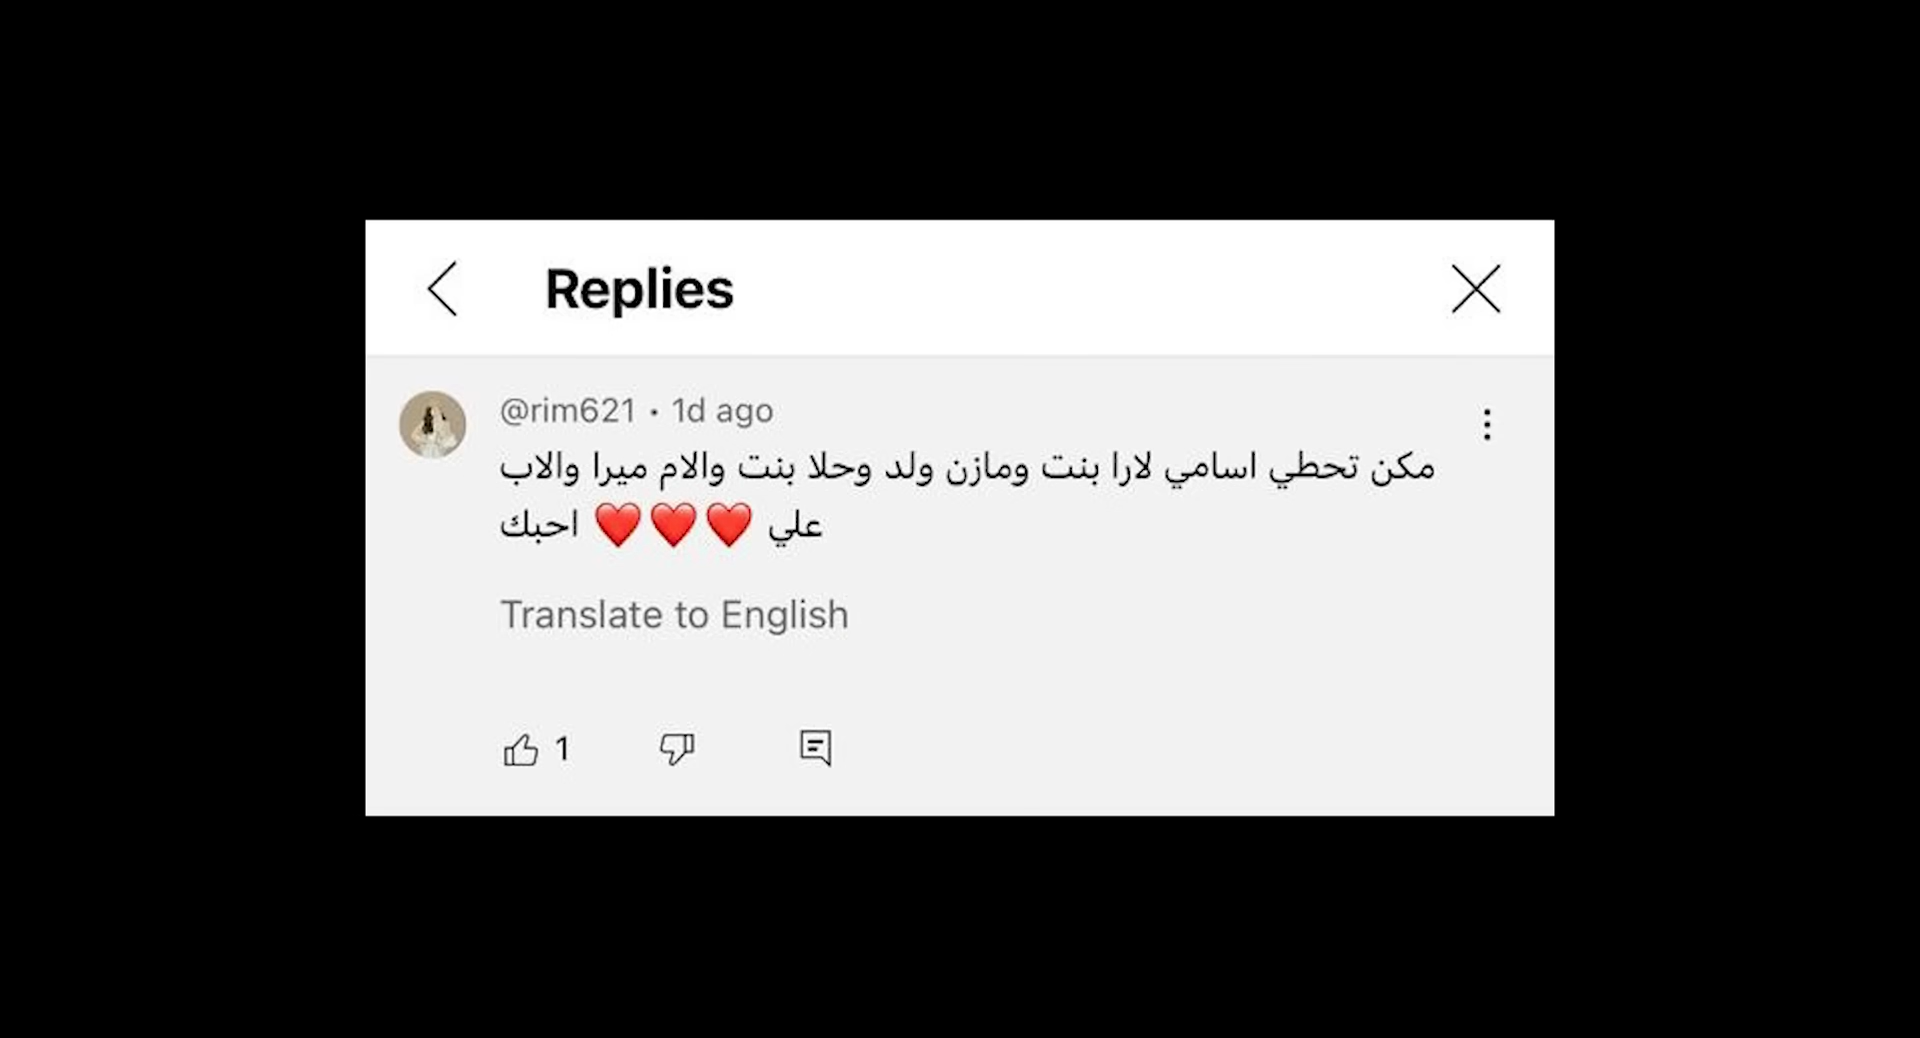 Replies
@rim621 • 1d ago
مكن تحطي اسامي لارا بنت ومازن ولد وحلا بنت والام ميرا والاب
علي ❤️❤️❤️ احبك
Translate to English
1